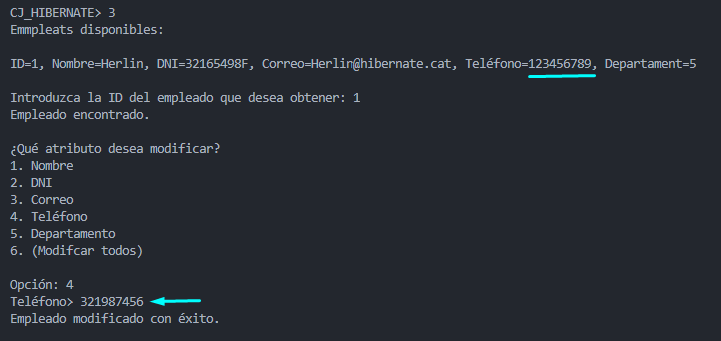 CJ_HIBERNATE> 3
Emmpleats disponibles:
ID=1, Nombre=Herlin, DNI=32165498F, Correo=Herlin@hibernate.cat, Teléfono=123456789, Departament=5
Introduzca la ID del empleado que desea obtener: 1
Empleado encontrado.
¿Qué atributo desea modificar?
1. Nombre
2. DNI
3. Correo
4. Teléfono
5. Departamento
6. (Modifcar todos)
Opción: 4
Teléfono> 321987456
Empleado modificado con éxito.